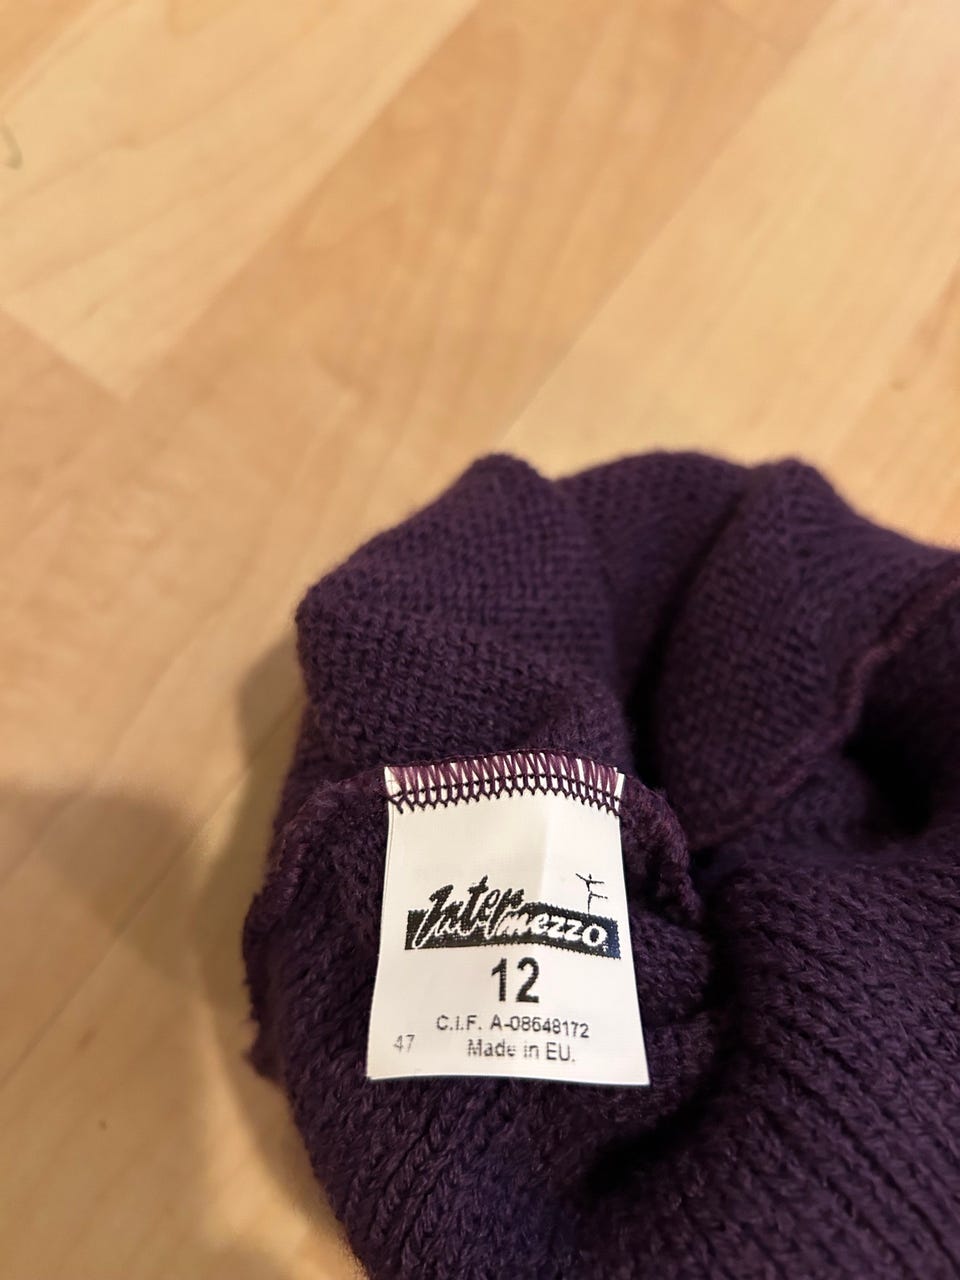 Intermezzo
12
C.I.F. A-08648172
47 Made in EU.